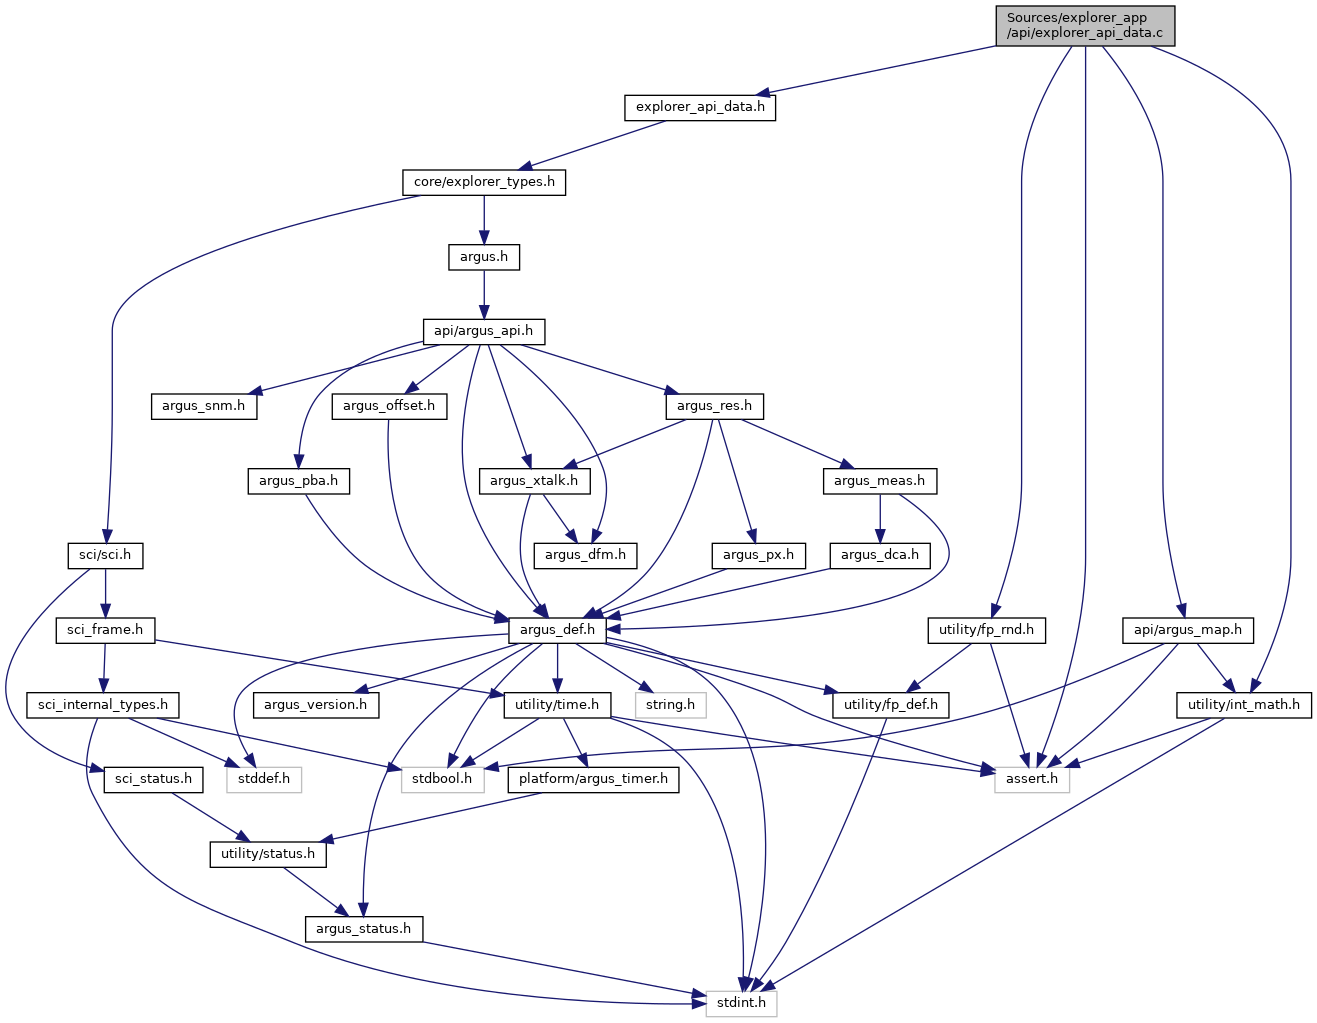 Sources/explorer_app
/api/explorer_api_data.c
explorer_api_data.h
core/explorer_types.h
argus.h
api/argus_api.h
argus_snm.h
argus_offset.h
argus_res.h
argus_pba.h
argus_xtalk.h
argus_meas.h
sci/sci.h
argus_dfm.h
argus_px.h
argus_dca.h
sci_frame.h
argus_def.h
utility/fp_rnd.h
api/argus_map.h
sci_internal_types.h
argus_version.h
utility/time.h
string.h
utility/fp_def.h
utility/int_math.h
sci_status.h
stddef.h
stdbool.h
platform/argus_timer.h
assert.h
utility/status.h
argus_status.h
stdint.h